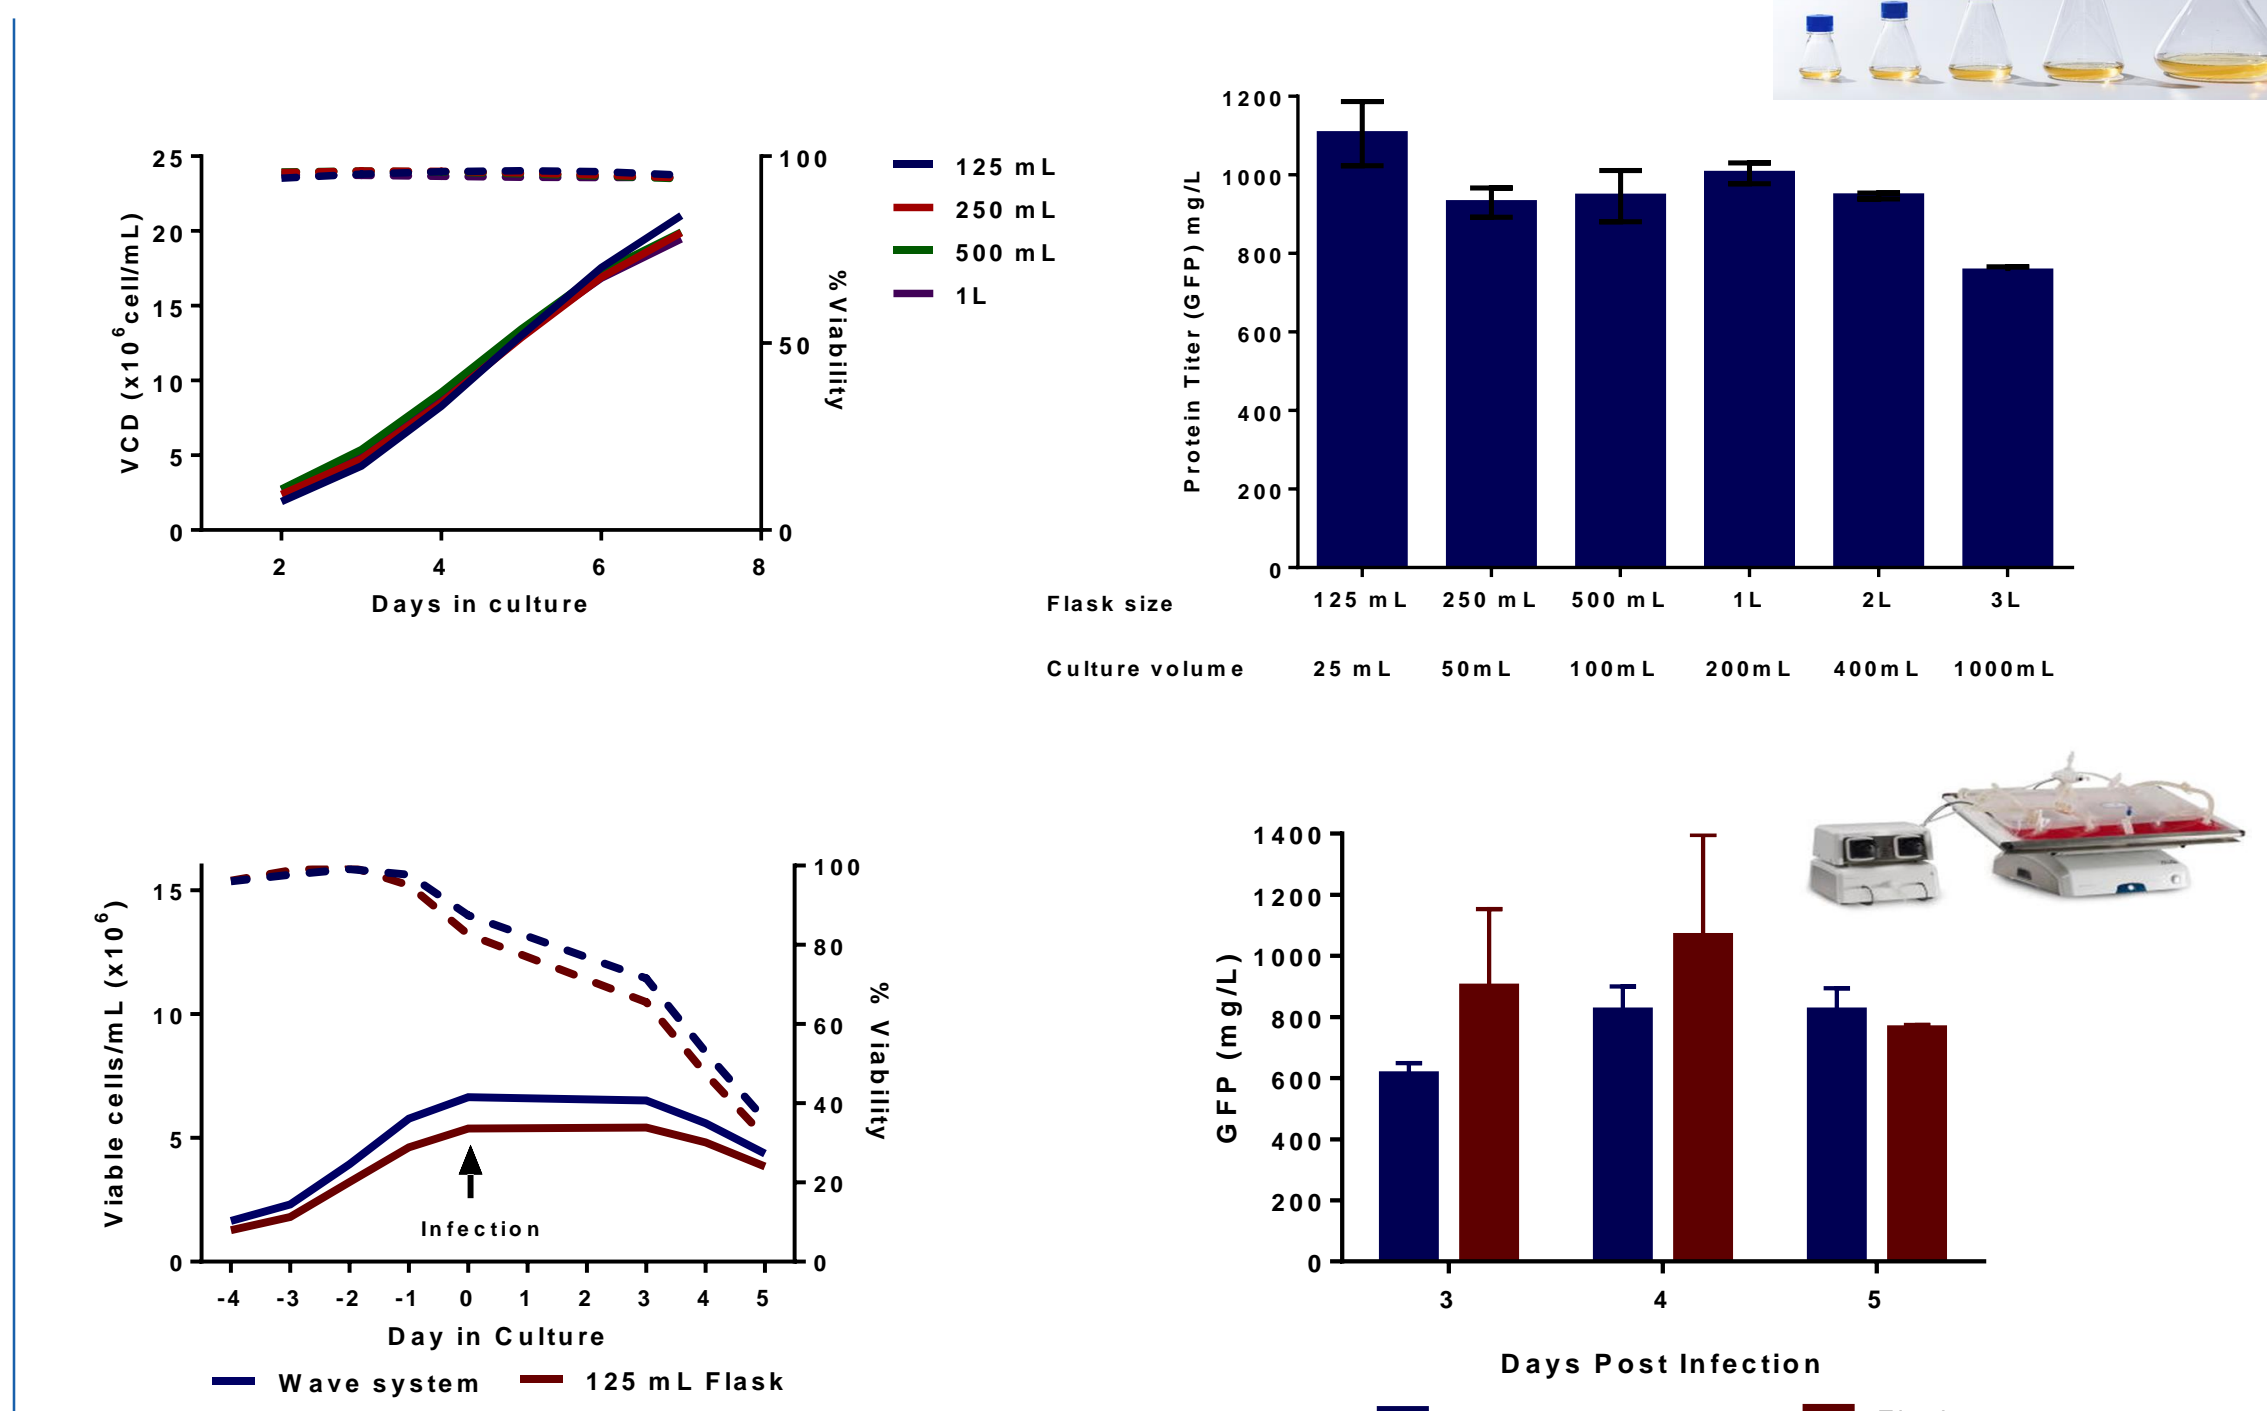 25
20
15
10
5
0
VCD (x10⁶cell/mL)
100
50
0
% Viability
2 4 6 8
Days in culture
125 mL
250 mL
500 mL
1L
1200
1000
800
600
400
200
0
Protein Titer (GFP) mg/L
Flask size 125 mL 250 mL 500 mL 1L 2L 3L
Culture volume 25 mL 50mL 100mL 200mL 400mL 1000mL
15
10
5
0
Viable cells/mL (x10⁶)
100
80
60
40
20
0
% Viability
Infection
-4 -3 -2 -1 0 1 2 3 4 5
Day in Culture
Wave system 125 mL Flask
1400
1200
1000
800
600
400
200
0
GFP (mg/L)
3 4 5
Days Post Infection